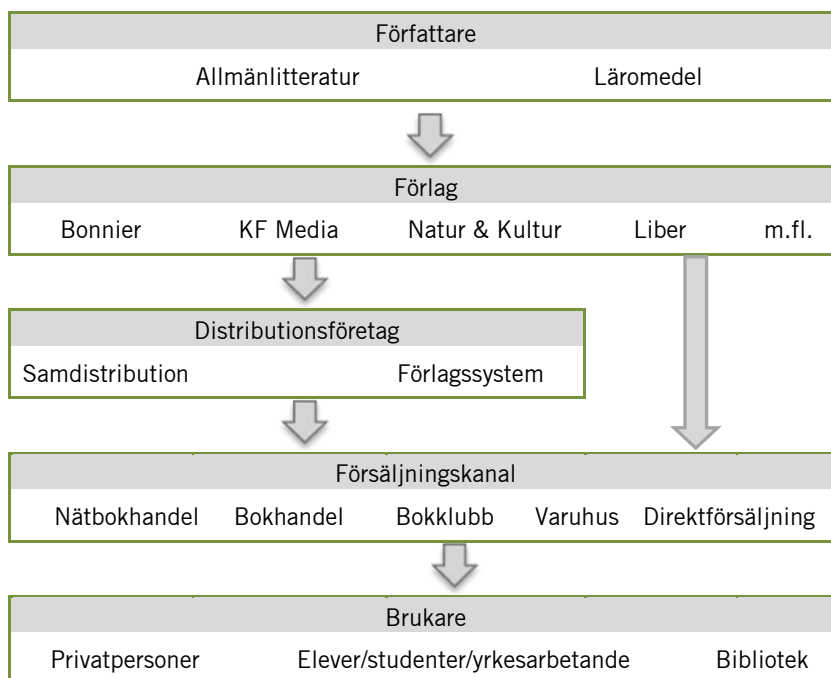 Författare
Allmänlitteratur Läromedel
Förlag
Bonnier KF Media Natur & Kultur Liber m.fl.
Distributionsföretag
Samdistribution Förlagssystem
Försäljningskanal
Nätbokhandel Bokhandel Bokklubb Varuhus Direktförsäljning
Brukare
Privatpersoner Elever/studenter/yrkesarbetande Bibliotek